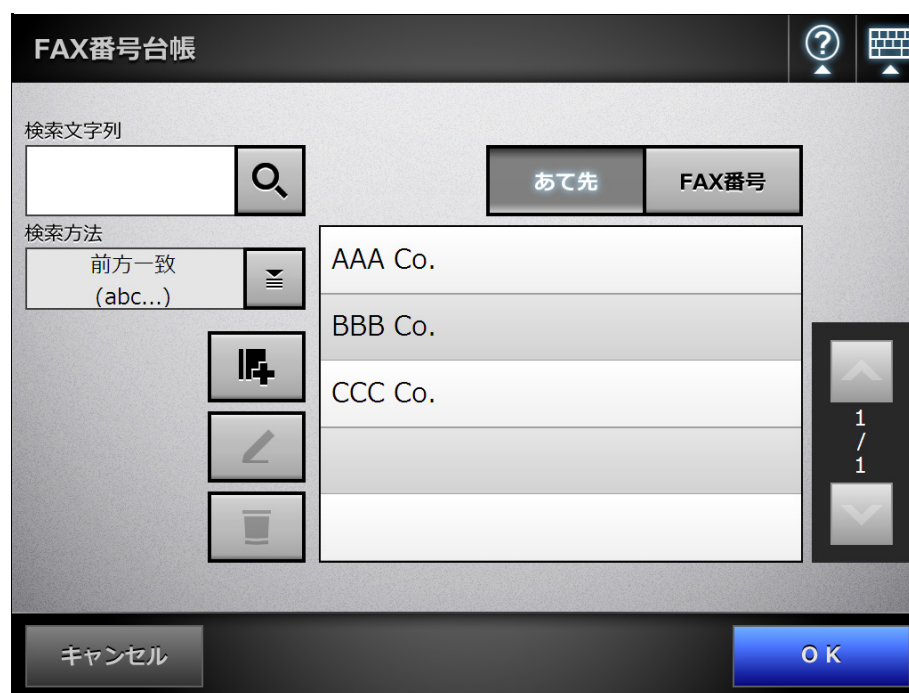 FAX番号台帳
検索文字列
あて先
FAX番号
検索方法
前方一致
(abc...)
AAA Co.
BBB Co.
CCC Co.
1
/
1
キャンセル
OK